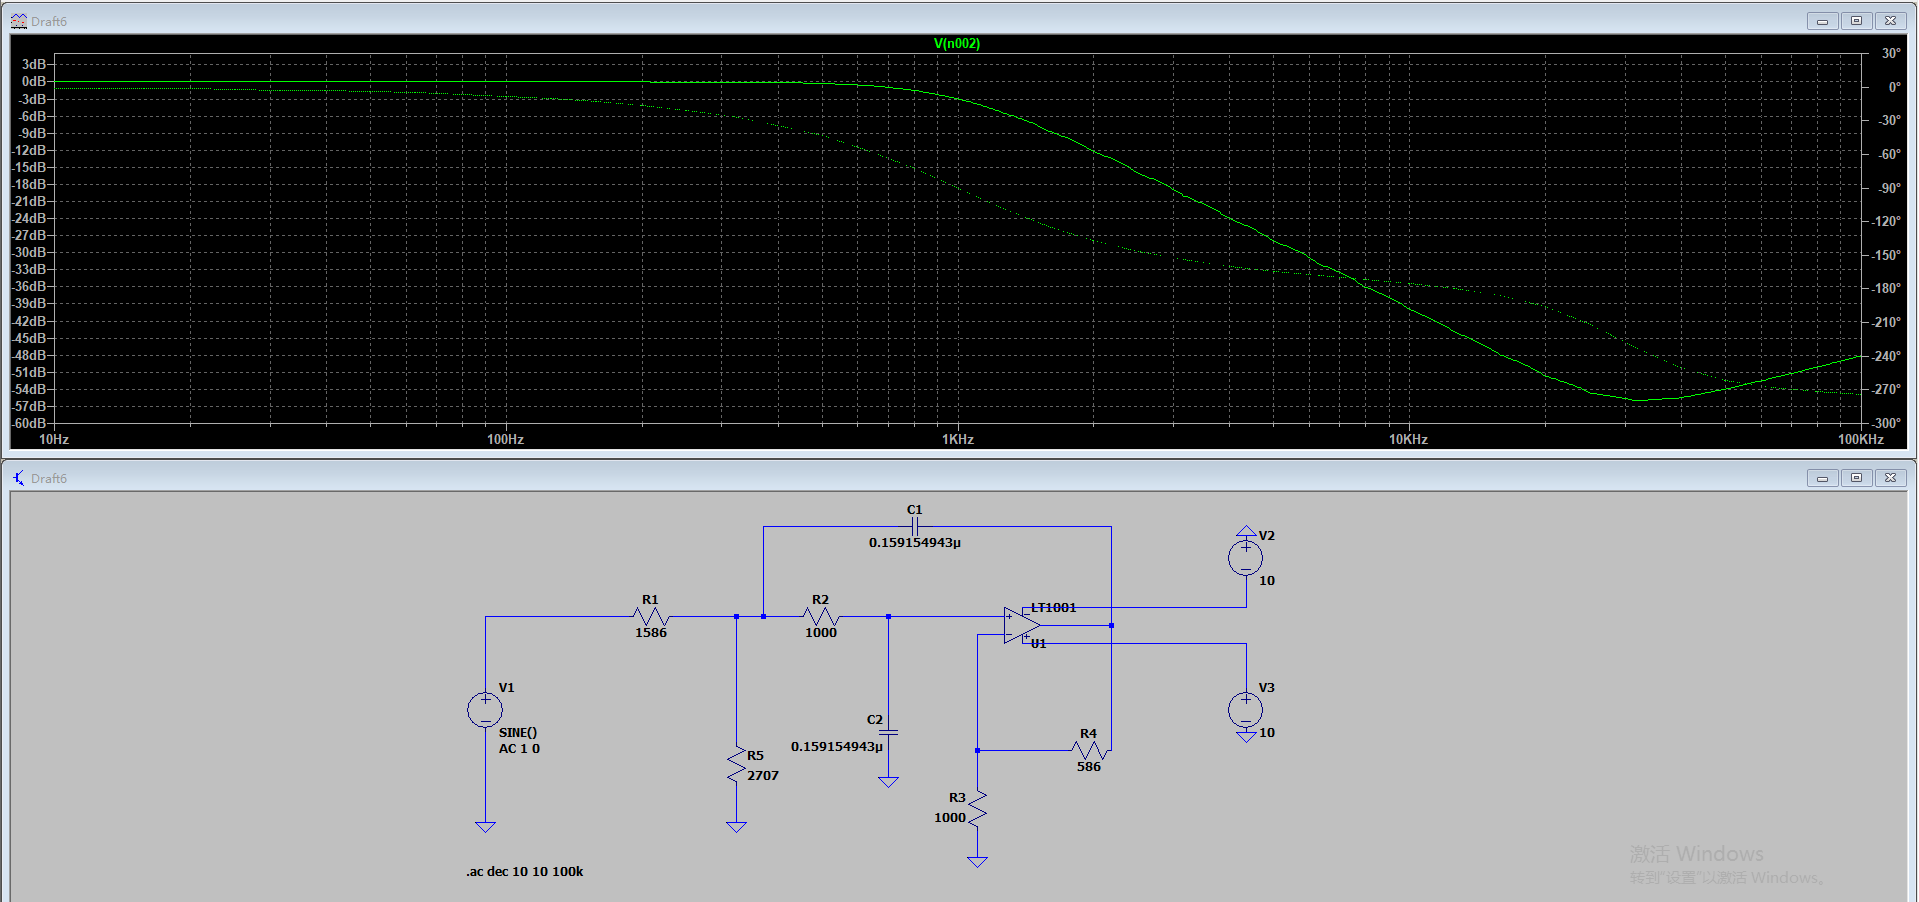 Draft6
V(n002)
3dB
0dB
-3dB
-6dB
-9dB
-12dB
-15dB
-18dB
-21dB
-24dB
-27dB
-30dB
-33dB
-36dB
-39dB
-42dB
-45dB
-48dB
-51dB
-54dB
-57dB
-60dB
30°
0°
-30°
-60°
-90°
-120°
-150°
-180°
-210°
-240°
-270°
-300°
10Hz
100Hz
1KHz
10KHz
100KHz
Draft6
C1
0.159154943µ
V2
10
R1
1586
R2
1000
LT1001
U1
V1
SINE()
AC 1 0
V3
10
C2
0.159154943µ
R4
586
R5
2707
R3
1000
.ac dec 10 10 100k
激活 Windows
转到"设置"以激活 Windows。